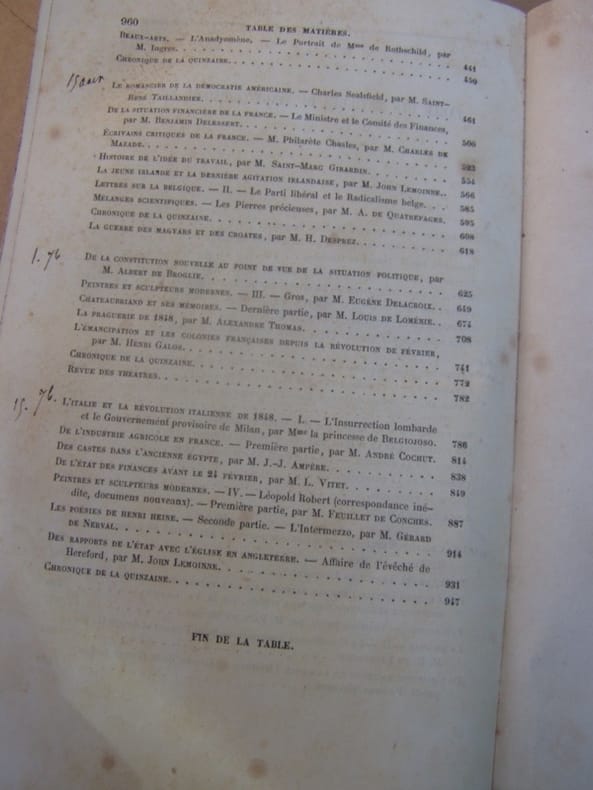 960 TABLE DES MATIÈRES.
BEAUX-ARTS. — L'Anadyomène. — Le Portrait de Mme de Rothschild, par
M. Ingres. 441
CHRONIQUE DE LA QUINZAINE. 450
LE ROMANCIER DE LA DÉMOCRATIE AMÉRICAINE. — Charles Sealsfield, par M. SAINT-
RENÉ TAILLANDIER. 461
DE LA SITUATION FINANCIÈRE DE LA FRANCE. — Le Ministre et le Comité des Finances,
par M. BENJAMIN DELESSERT. 506
ÉCRIVAINS CRITIQUES DE LA FRANCE. — M. Philarète Chasles, par M. CHARLES DE
MAZADE. 523
HISTOIRE DE L'IDÉE DU TRAVAIL, par M. SAINT-MARC GIRARDIN. 554
LA JEUNE ISLANDE ET LA DERNIÈRE AGITATION IRLANDAISE, par M. JOHN LEMOINNE.. 566
LETTRES SUR LA BELGIQUE. — II. — Le Parti libéral et le Radicalisme belge. 585
MÉLANGES SCIENTIFIQUES. — Les Pierres précieuses, par M. A. DE QUATREFAGES. 595
CHRONIQUE DE LA QUINZAINE. 608
LA GUERRE DES MAGYARS ET DES CROATES, par M. H. DESPREZ. 618
1. 
DE LA CONSTITUTION NOUVELLE AU POINT DE VUE DE LA SITUATION POLITIQUE, par
M. ALBERT DE BROGLIE. 625
PEINTRES ET SCULPTEURS MODERNES. — III. — Gros, par M. EUGÈNE DELACROIX. . 649
CHATEAUBRIAND ET SES MÉMOIRES. — Dernière partie, par M. LOUIS DE LOMÉNIE. . 674
LA PRAGUERIE DE 1848, par M. ALEXANDRE THOMAS. 708
L'ÉMANCIPATION ET LES COLONIES FRANÇAISES DEPUIS LA RÉVOLUTION DE FÉVRIER,
par M. HENRI GALOS. 741
CHRONIQUE DE LA QUINZAINE. 772
REVUE DES THÉATRES. 782
15.
L'ITALIE ET LA RÉVOLUTION ITALIENNE DE 1848. — I. — L'Insurrection lombarde
et le Gouvernement provisoire de Milan, par Mme la princesse de BELGIOJOSO. 786
DE L'INDUSTRIE AGRICOLE EN FRANCE. — Première partie, par M. ANDRÉ COCHUT. 814
DES CASTES DANS L'ANCIENNE ÉGYPTE, par M. J.-J. AMPÈRE. 838
DE L'ÉTAT DES FINANCES AVANT LE 24 FÉVRIER, par M. L. VITET. 849
PEINTRES ET SCULPTEURS MODERNES. — IV. — Léopold Robert (correspondance iné-
dite, documens nouveaux). — Première partie, par M. FEUILLET DE CONCHES. 887
LES POÉSIES DE HENRI HEINE. — Seconde partie. — L'Intermezzo, par M. GÉRARD
DE NERVAL. 914
DES RAPPORTS DE L'ÉTAT AVEC L'ÉGLISE EN ANGLETERRE. — Affaire de l'évêché de
Hereford, par M. JOHN LEMOINNE. 931
CHRONIQUE DE LA QUINZAINE. 947
FIN DE LA TABLE.